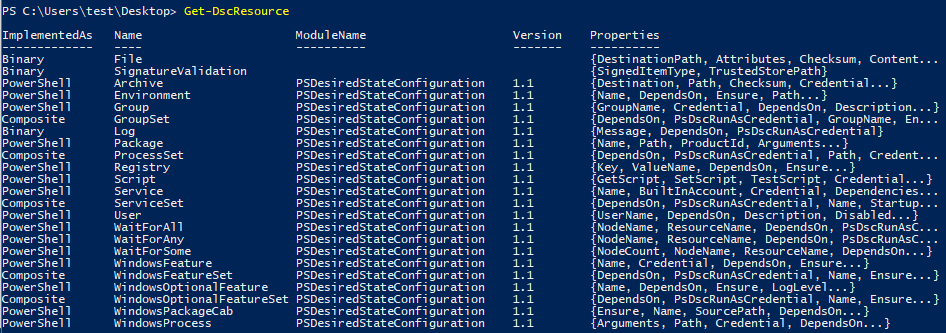 PS C:\Users\test\Desktop> Get-DscResource
ImplementedAs Name ModuleName Version Properties
------------- ---- ---------- ------- ----------
Binary File {DestinationPath, Attributes, Checksum, Content...
Binary SignatureValidation {SignedItemType, TrustedStorePath}
PowerShell Archive PSDesiredStateConfiguration 1.1 {Destination, Path, Checksum, Credential...}
PowerShell Environment PSDesiredStateConfiguration 1.1 {Name, DependsOn, Ensure, Path...}
PowerShell Group PSDesiredStateConfiguration 1.1 {GroupName, Credential, DependsOn, Description...}
Composite GroupSet PSDesiredStateConfiguration 1.1 {DependsOn, PsDscRunAsCredential, GroupName, En...
Binary Log PSDesiredStateConfiguration 1.1 {Message, DependsOn, PsDscRunAsCredential}
PowerShell Package PSDesiredStateConfiguration 1.1 {Name, Path, ProductId, Arguments...}
Composite ProcessSet PSDesiredStateConfiguration 1.1 {DependsOn, PsDscRunAsCredential, Path, Credent...
PowerShell Registry PSDesiredStateConfiguration 1.1 {Key, ValueName, DependsOn, Ensure...}
PowerShell Script PSDesiredStateConfiguration 1.1 {GetScript, SetScript, TestScript, Credential...}
PowerShell Service PSDesiredStateConfiguration 1.1 {Name, BuiltInAccount, Credential, Dependencies...
Composite ServiceSet PSDesiredStateConfiguration 1.1 {DependsOn, PsDscRunAsCredential, Name, Startup...
PowerShell User PSDesiredStateConfiguration 1.1 {UserName, DependsOn, Description, Disabled...}
PowerShell WaitForAll PSDesiredStateConfiguration 1.1 {NodeName, ResourceName, DependsOn, PsDscRunAsC...
PowerShell WaitForAny PSDesiredStateConfiguration 1.1 {NodeName, ResourceName, DependsOn, PsDscRunAsC...
PowerShell WaitForSome PSDesiredStateConfiguration 1.1 {NodeCount, NodeName, ResourceName, DependsOn...}
PowerShell WindowsFeature PSDesiredStateConfiguration 1.1 {Name, Credential, DependsOn, Ensure...}
Composite WindowsFeatureSet PSDesiredStateConfiguration 1.1 {DependsOn, PsDscRunAsCredential, Name, Ensure...}
PowerShell WindowsOptionalFeature PSDesiredStateConfiguration 1.1 {Name, DependsOn, Ensure, LogLevel...}
Composite WindowsOptionalFeatureSet PSDesiredStateConfiguration 1.1 {DependsOn, PsDscRunAsCredential, Name, Ensure...}
PowerShell WindowsPackageCab PSDesiredStateConfiguration 1.1 {Ensure, Name, SourcePath, DependsOn...}
PowerShell WindowsProcess PSDesiredStateConfiguration 1.1 {Arguments, Path, Credential, DependsOn...}